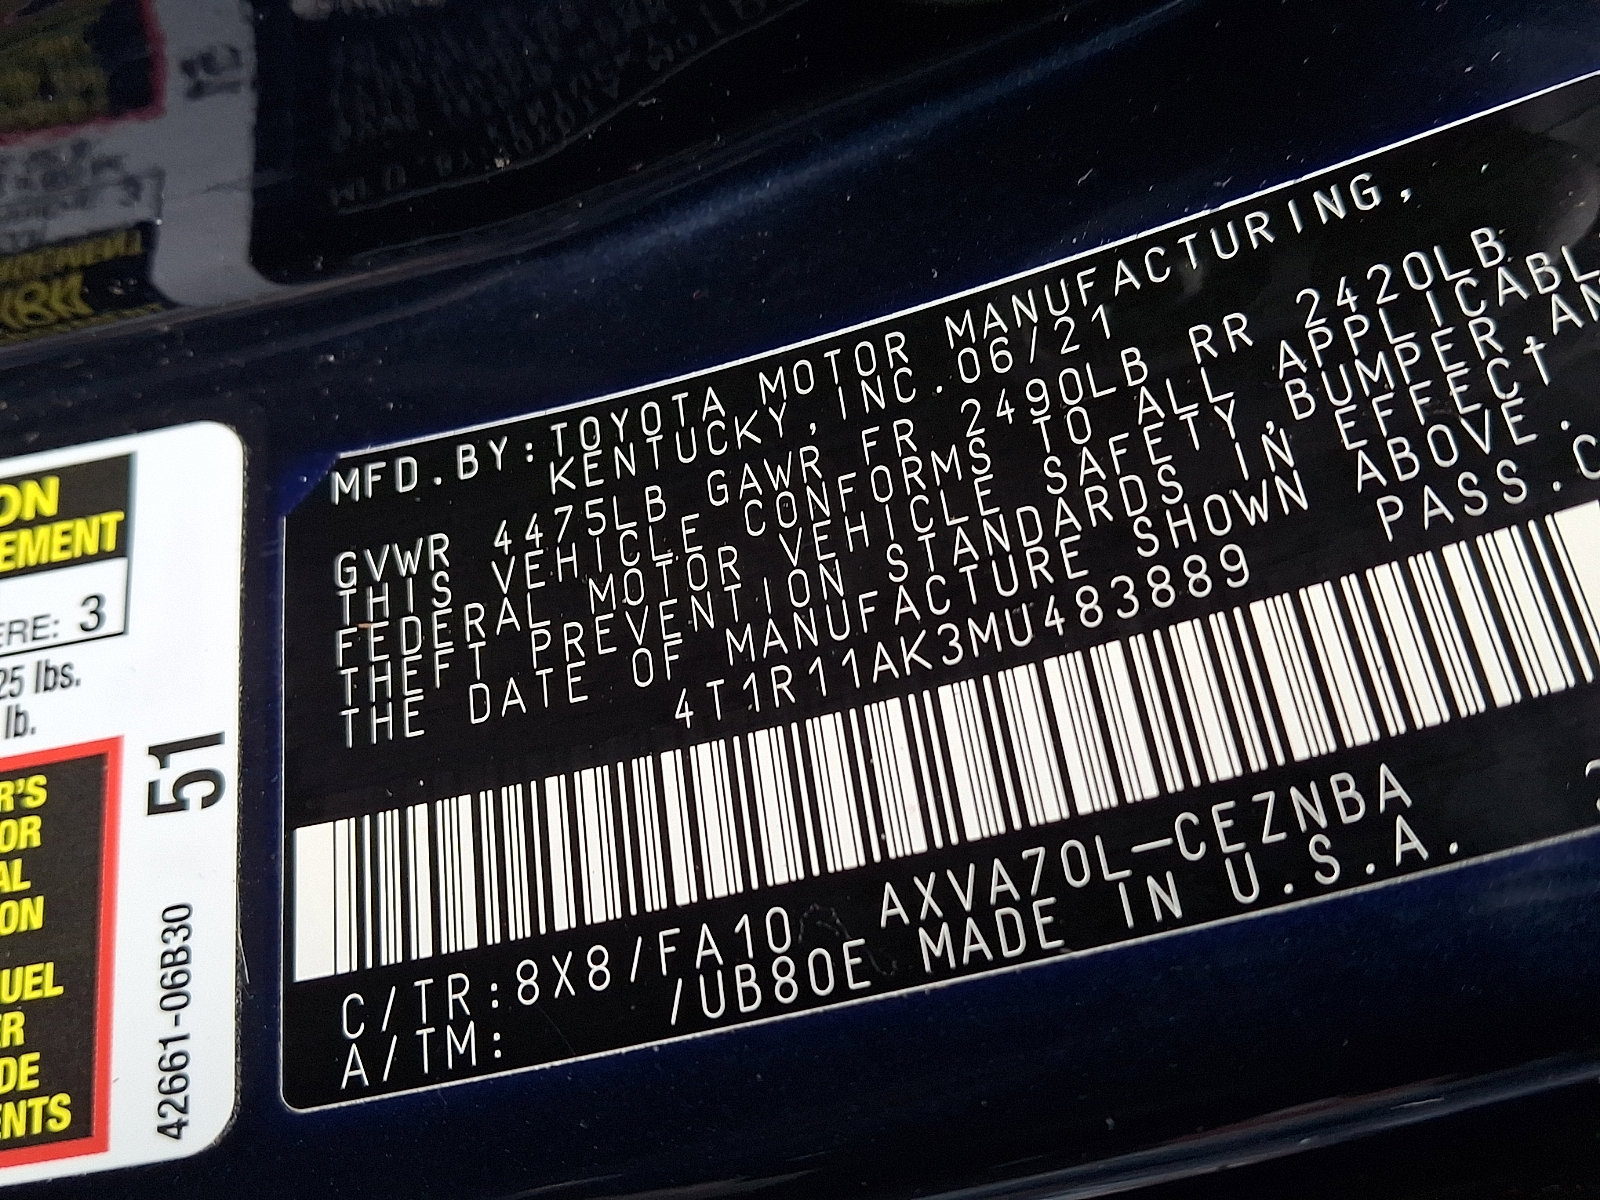 MFD.BY:TOYOTA MOTOR MANUFACTURING,
KENTUCKY, INC. 06/21
GVWR 4475LB GAWR FR 2490LB RR 2420LB
THIS VEHICLE CONFORMS TO ALL APPLICABL
FEDERAL MOTOR VEHICLE SAFETY, BUMPER AN
THEFT PREVENTION STANDARDS IN EFFECT
THE DATE OF MANUFACTURE SHOWN ABOVE.
4T1R11AK3MU483889 PASS.C
C/TR:8X8/FA10 AXVA70L-CEZNBA
A/TM: /UB80E MADE IN U.S.A.
ON
EMENT
ERE: 3
25 lbs.
lb.
R'S
OR
AL
ON
UEL
ER
DE
ENTS
51
42661-06B30